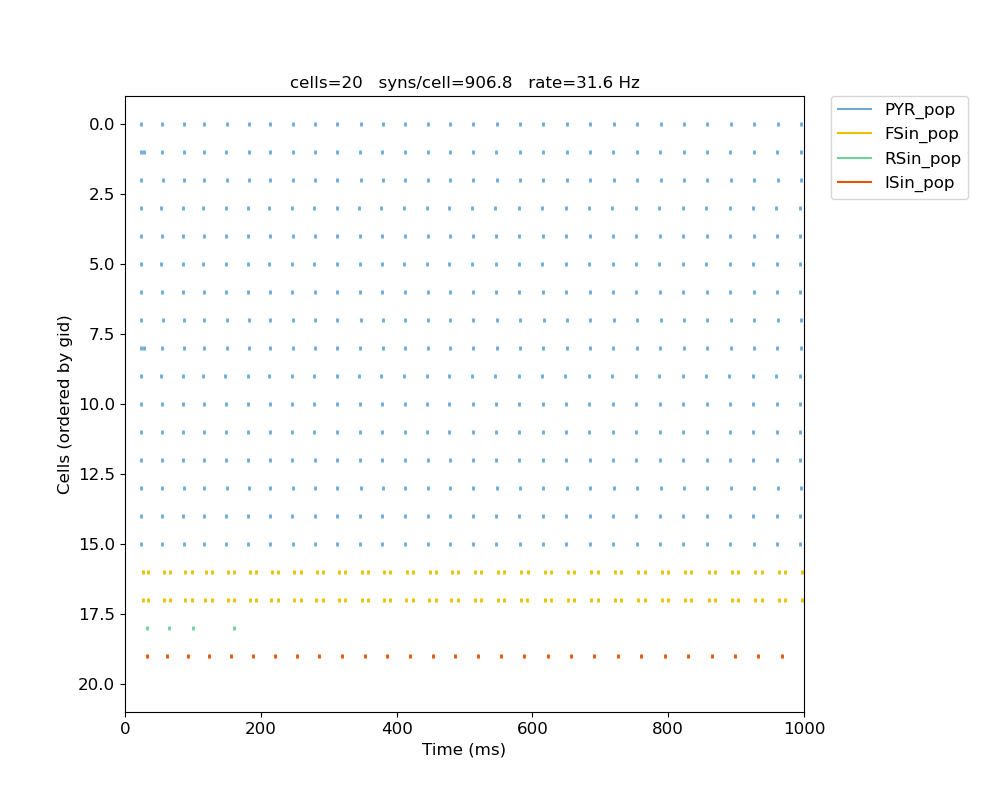 cells=20   syns/cell=906.8   rate=31.6 Hz
PYR_pop
FSin_pop
RSin_pop
ISin_pop
Cells (ordered by gid)
0.0
2.5
5.0
7.5
10.0
12.5
15.0
17.5
20.0
0 200 400 600 800 1000
Time (ms)